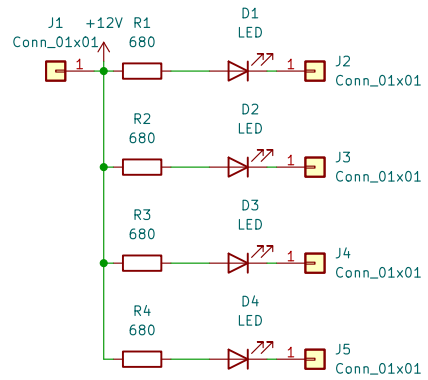 J1
Conn_01x01
1
+12V
R1
680
D1
LED
1
J2
Conn_01x01
R2
680
D2
LED
1
J3
Conn_01x01
R3
680
D3
LED
1
J4
Conn_01x01
R4
680
D4
LED
1
J5
Conn_01x01